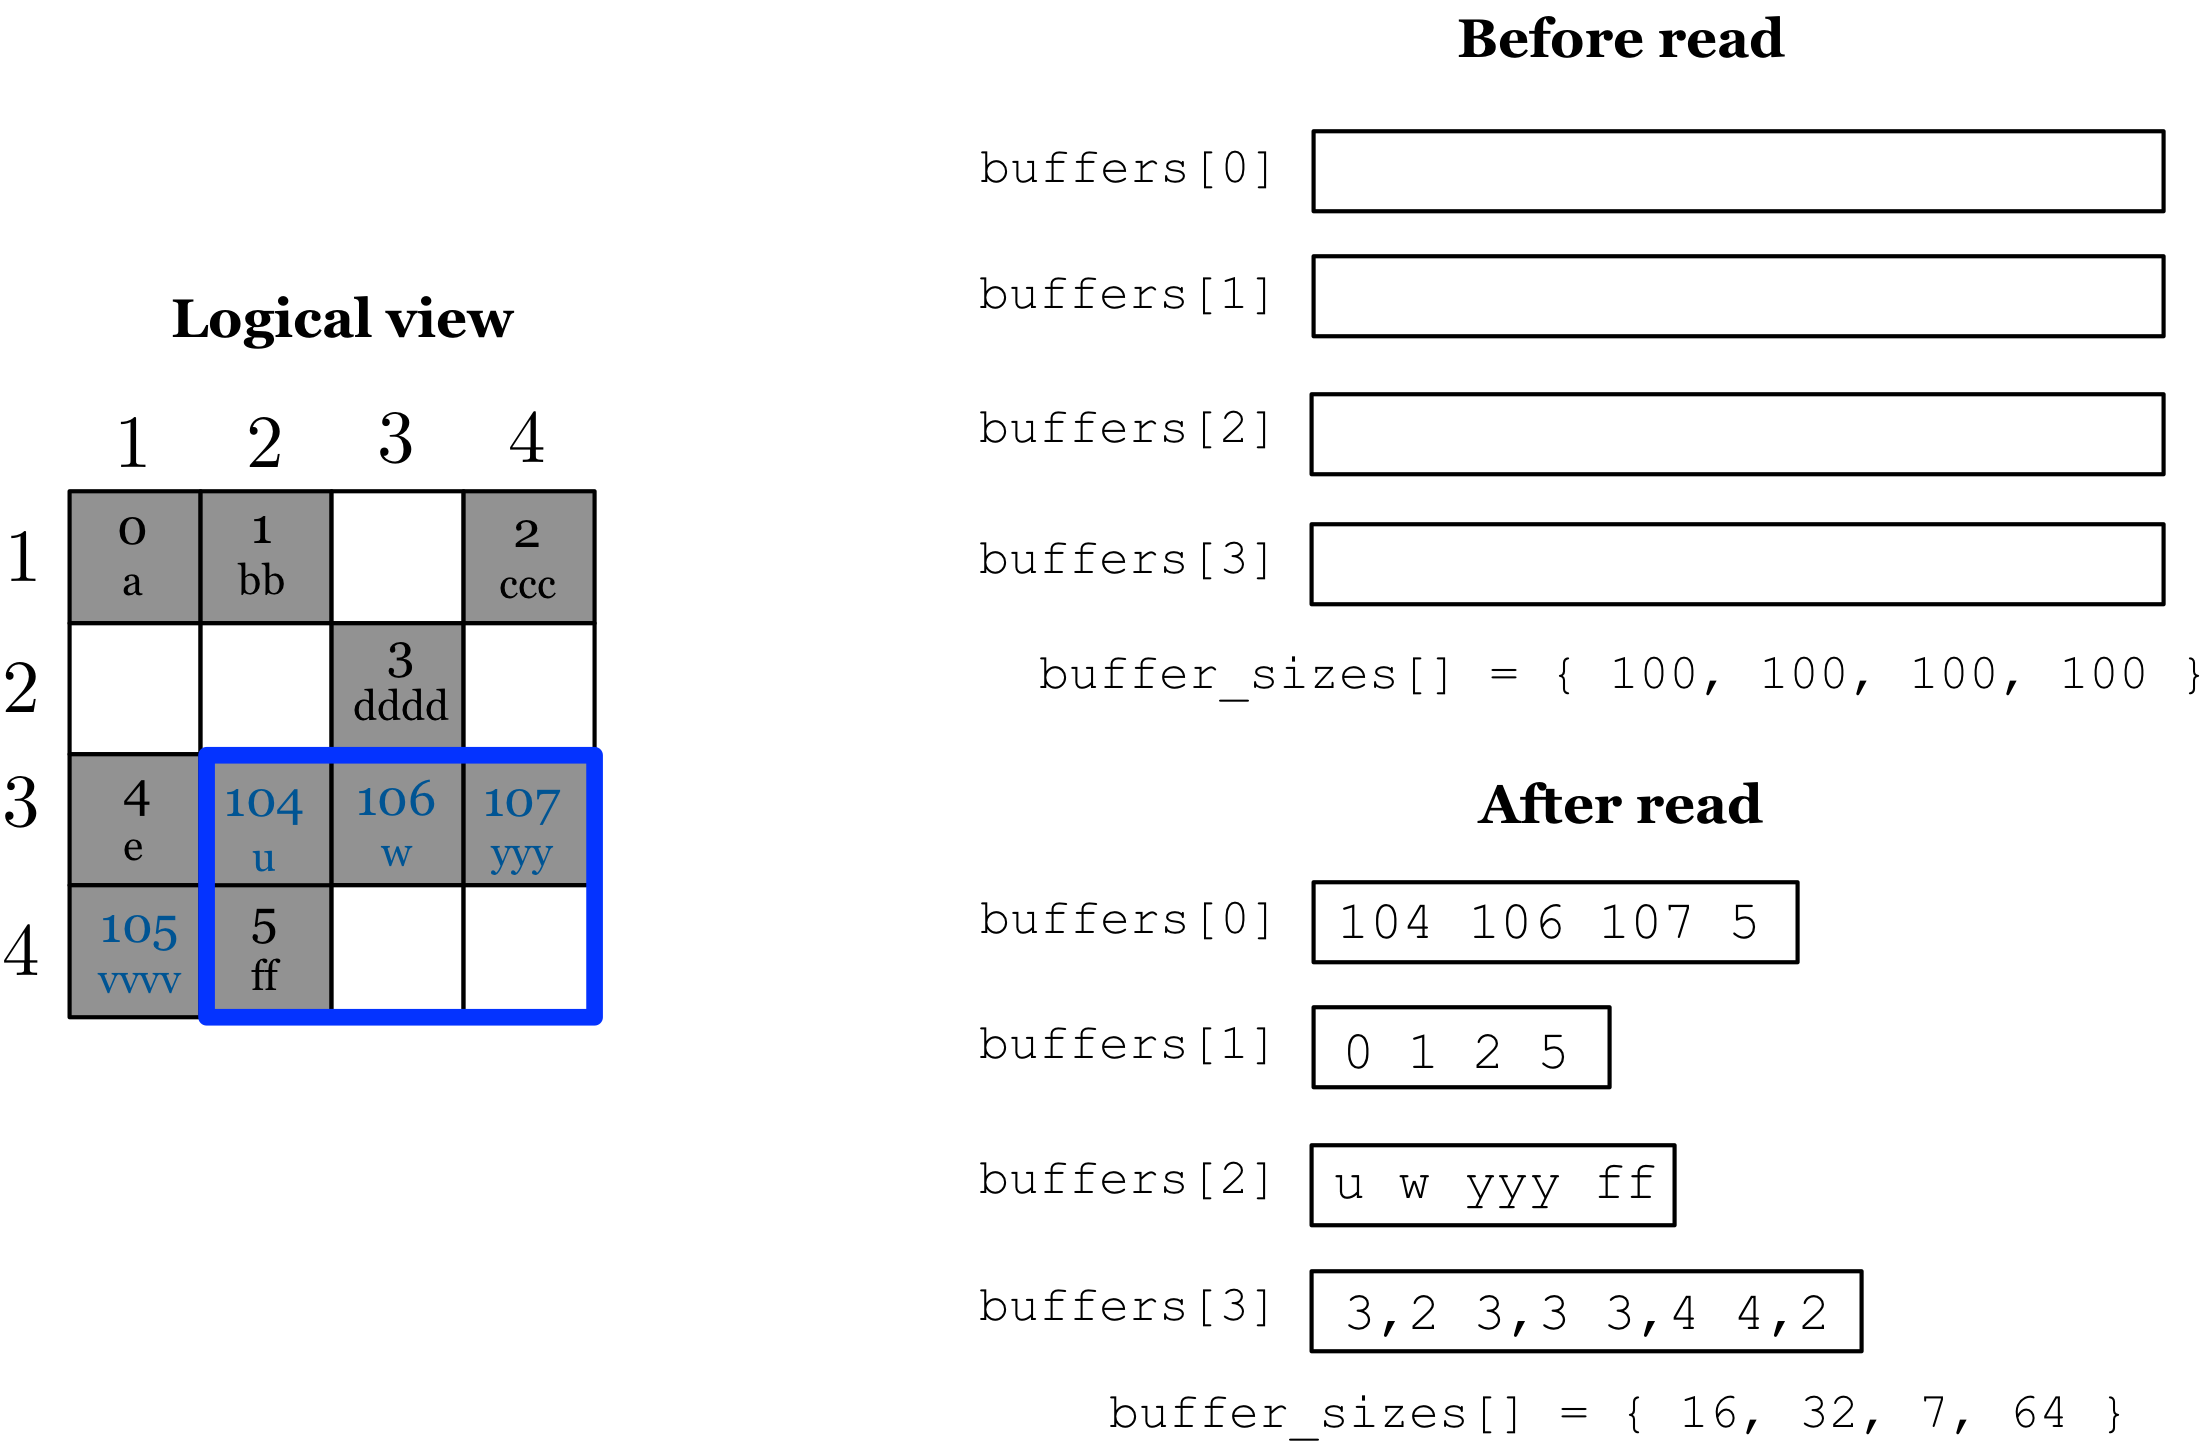 Before read
buffers[0]
buffers[1]
buffers[2]
buffers[3]
buffer_sizes[] = { 100, 100, 100, 100 }
Logical view
1 2 3 4
1 0 1 2
a bb ccc
2 3
dddd
3 4 104 106 107
e u w yyy
4 105 5
vvvv ff
After read
buffers[0] 104 106 107 5
buffers[1] 0 1 2 5
buffers[2] u w yyy ff
buffers[3] 3,2 3,3 3,4 4,2
buffer_sizes[] = { 16, 32, 7, 64 }